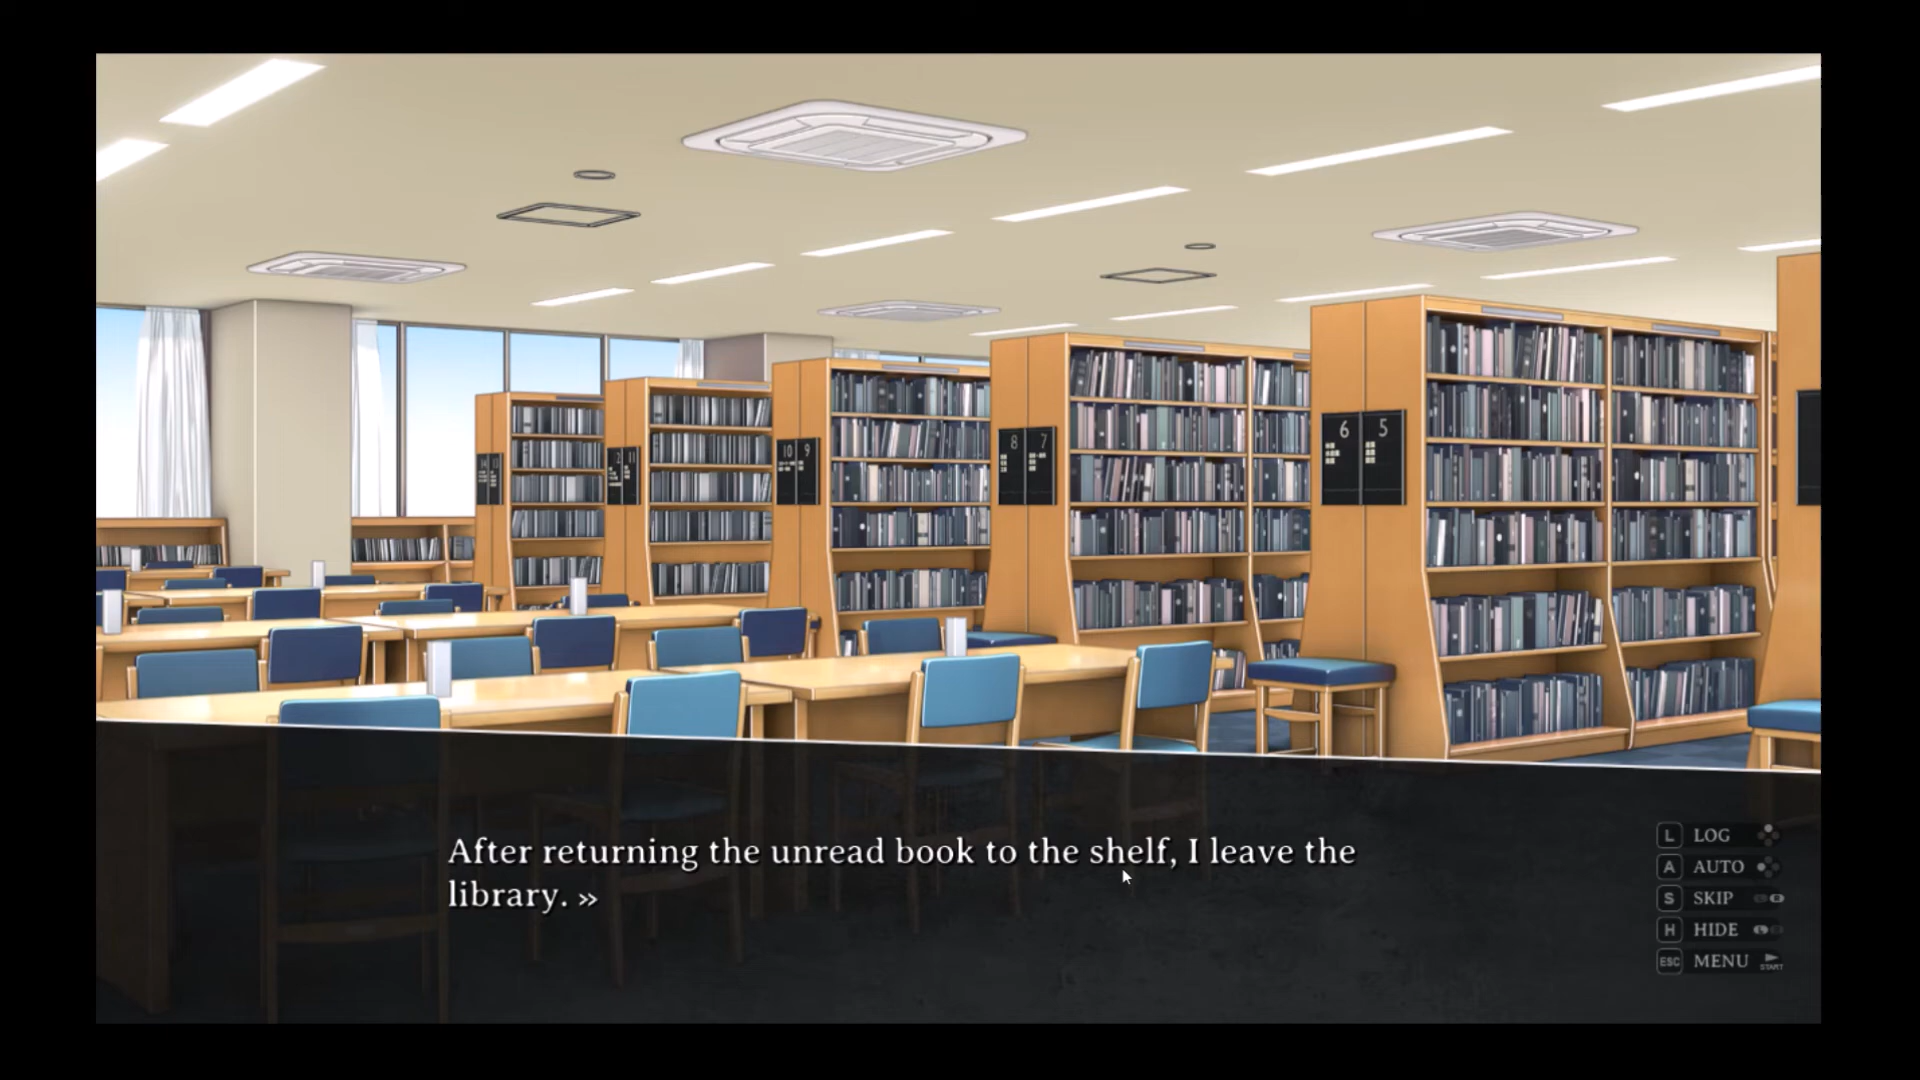 10 9
8 7
6 5
After returning the unread book to the shelf, I leave the
library. »
L LOG
A AUTO
S SKIP
H HIDE
ESC MENU
START